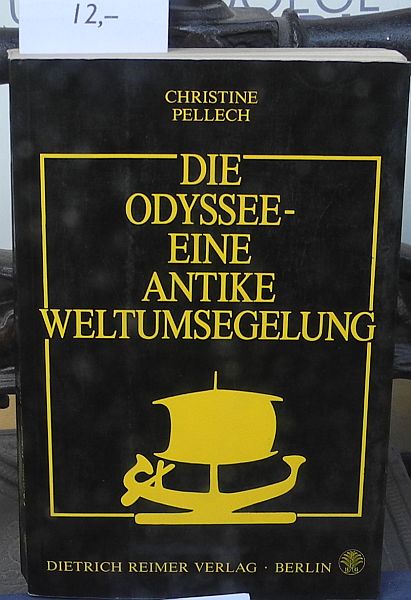 12,-
CHRISTINE
PELLECH
DIE
ODYSSEE-
EINE
ANTIKE
WELTUMSEGELUNG
DIETRICH REIMER VERLAG · BERLIN